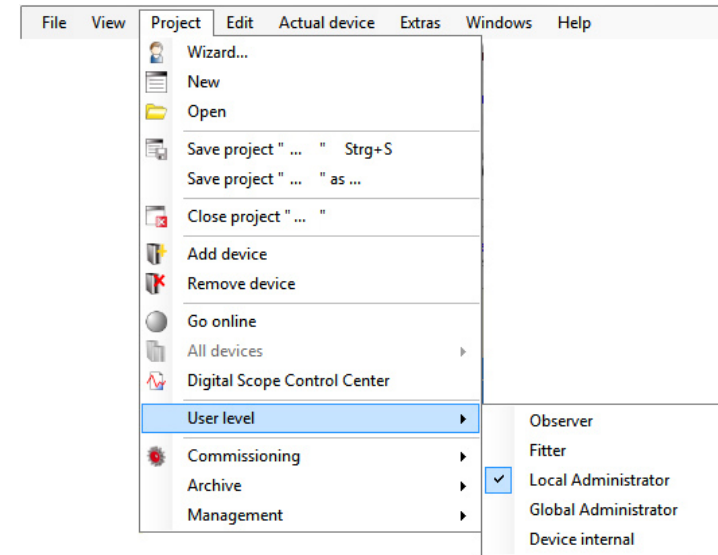 File View Project Edit Actual device Extras Windows Help
Wizard...
New
Open
Save project " ... " Strg+S
Save project " ... " as ...
Close project " ... "
Add device
Remove device
Go online
All devices
Digital Scope Control Center
User level
Observer
Commissioning
Fitter
Archive
Local Administrator
Management
Global Administrator
Device internal